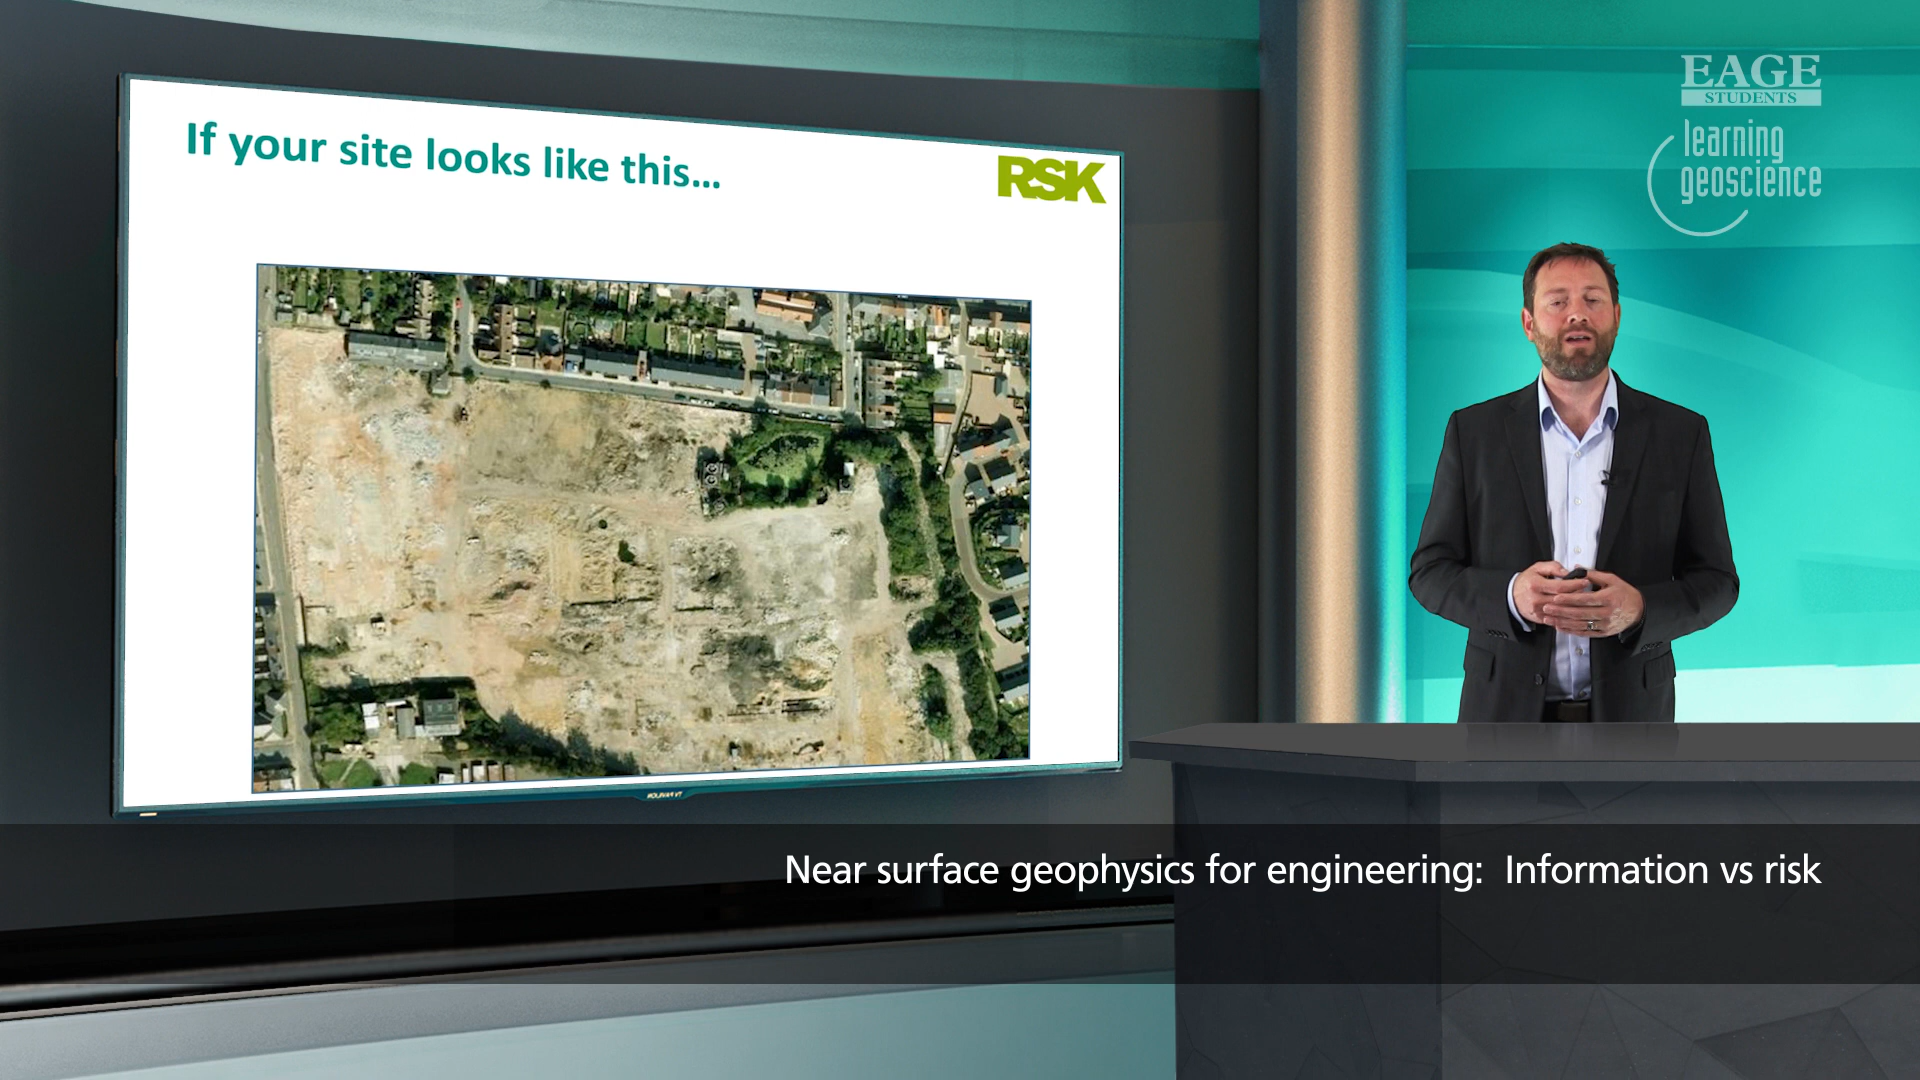 EAGE
STUDENTS
learning
geoscience
If your site looks like this...
RSK
Near surface geophysics for engineering: Information vs risk